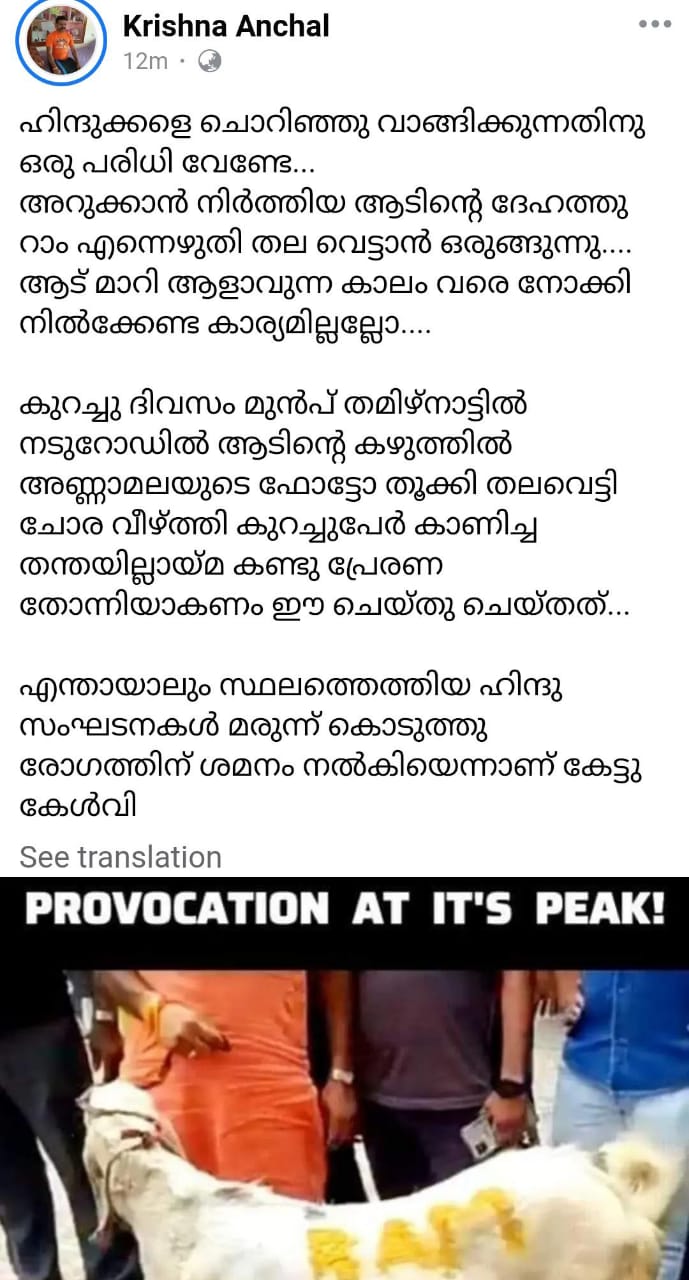 Krishna Anchal
12m ·
ഹിന്ദുക്കളെ ചൊറിഞ്ഞു വാങ്ങിക്കുന്നതിനു
ഒരു പരിധി വേണ്ടേ...
അറുക്കാൻ നിർത്തിയ ആടിന്റെ ദേഹത്തു
റാം എന്നെഴുതി തല വെട്ടാൻ ഒരുങ്ങുന്നു....
ആട് മാറി ആളാവുന്ന കാലം വരെ നോക്കി
നിൽക്കേണ്ട കാര്യമില്ലല്ലോ....
കുറച്ചു ദിവസം മുൻപ് തമിഴ്നാട്ടിൽ
നടുറോഡിൽ ആടിന്റെ കഴുത്തിൽ
അണ്ണാമലയുടെ ഫോട്ടോ തൂക്കി തലവെട്ടി
ചോര വീഴ്ത്തി കുറച്ചുപേർ കാണിച്ച
തന്തയില്ലായ്മ കണ്ടു പ്രേരണ
തോന്നിയാകണം ഈ ചെയ്തു ചെയ്തത്...
എന്തായാലും സ്ഥലത്തെത്തിയ ഹിന്ദു
സംഘടനകൾ മരുന്ന് കൊടുത്തു
രോഗത്തിന് ശമനം നൽകിയെന്നാണ് കേട്ടു
കേൾവി
See translation
PROVOCATION AT IT'S PEAK!
RAM